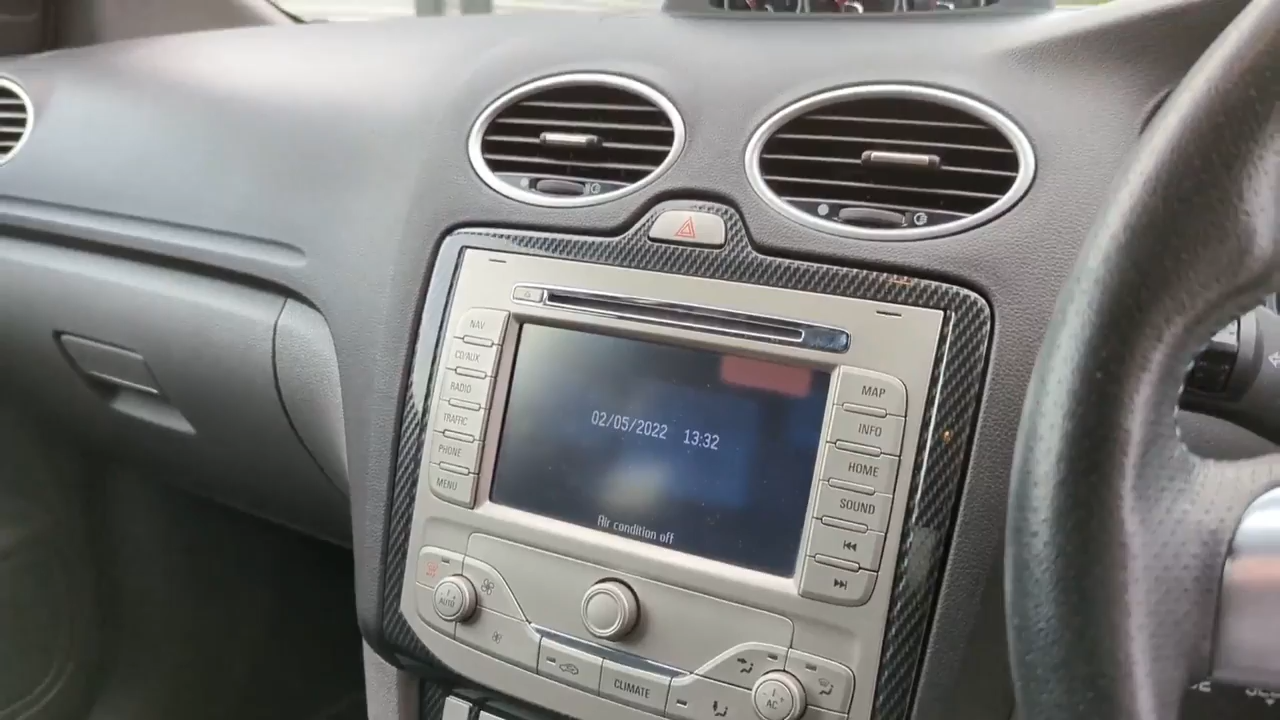 NAV
CD/AUX
RADIO
TRAFFIC
PHONE
MENU
02/05/2022 13:32
Air condition off
MAP
INFO
HOME
SOUND
AUTO
CLIMATE
AC